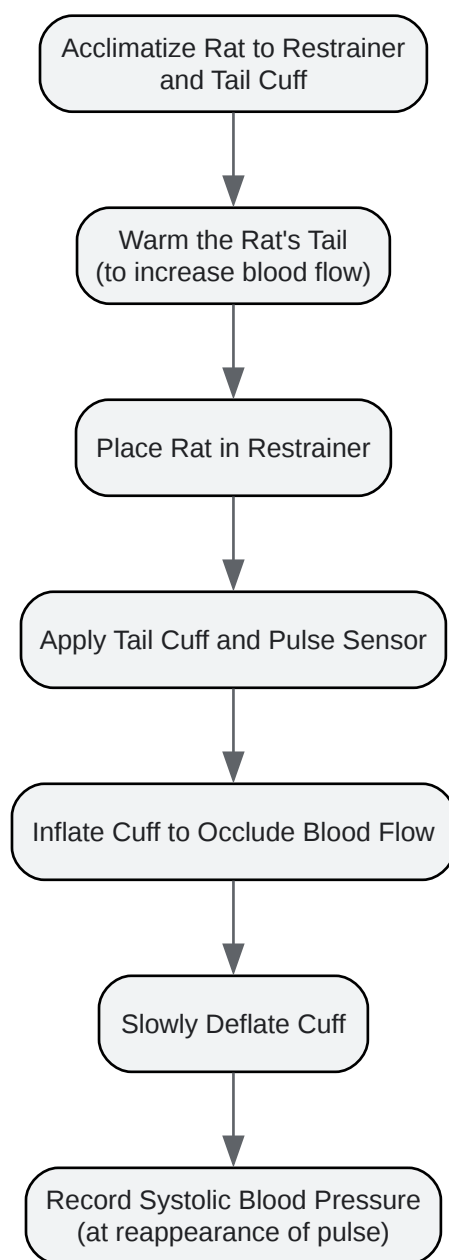 Acclimatize Rat to Restrainer
and Tail Cuff
Warm the Rat's Tail
(to increase blood flow)
Place Rat in Restrainer
Apply Tail Cuff and Pulse Sensor
Inflate Cuff to Occlude Blood Flow
Slowly Deflate Cuff
Record Systolic Blood Pressure
(at reappearance of pulse)